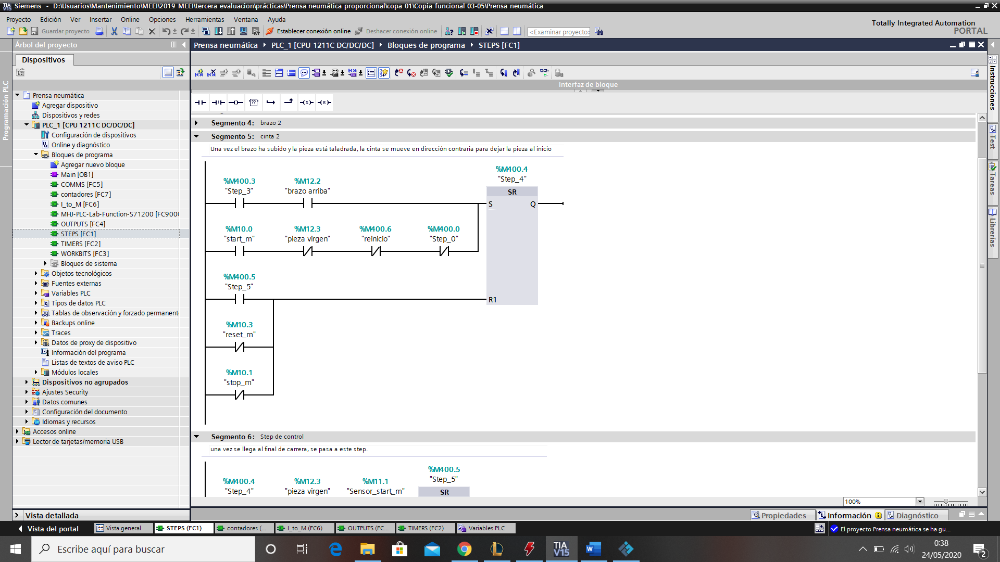 Siemens - D:\Usuarios\Mantenimiento\MEEI\2019 MEEI\tercera evaluacion\prácticas\Prensa neumática proporcional\copa 01\Copia funcional 03-05\Prensa neumática
Proyecto Edición Ver Insertar Online Opciones Herramientas Ventana Ayuda
Totally Integrated Automation
PORTAL
Guardar proyecto
Establecer conexión online
Deshacer conexión online
<Examinar proyecto>
Árbol del proyecto
Prensa neumática PLC_1 [CPU 1211C DC/DC/DC] Bloques de programa STEPS [FC1]
Dispositivos
Programación PLC
Interfaz de bloque
Prensa neumática
Agregar dispositivo
Dispositivos y redes
PLC_1 [CPU 1211C DC/DC/DC]
Configuración de dispositivos
Online y diagnóstico
Bloques de programa
Agregar nuevo bloque
Main [OB1]
COMMS [FC5]
contadores [FC7]
I_to_M [FC6]
MHJ-PLC-Lab-Function-S71200 [FC9000
OUTPUTS [FC4]
STEPS [FC1]
TIMERS [FC2]
WORKBITS [FC3]
Bloques de sistema
Objetos tecnológicos
Fuentes externas
Variables PLC
Tipos de datos PLC
Tablas de observación y forzado permanent
Backups online
Traces
Datos de proxy de dispositivo
Información del programa
Listas de textos de aviso PLC
Módulos locales
Dispositivos no agrupados
Ajustes Security
Datos comunes
Configuración del documento
Idiomas y recursos
Accesos online
Lector de tarjetas/memoria USB
Vista detallada
Segmento 4: brazo 2
Segmento 5: cinta 2
Una vez el brazo ha subido y la pieza está taladrada, la cinta se mueve en dirección contraria para dejar la pieza al inicio
%M400.4
"Step_4"
%M400.3 %M12.2
"Step_3" "brazo arriba"
SR
S Q
%M10.0 %M12.3 %M400.6 %M400.0
"start_m" "pieza virgen" "reinicio" "Step_0"
%M400.5
"Step_5"
R1
%M10.3
"reset_m"
%M10.1
"stop_m"
Segmento 6: Step de control
una vez se llega al final de carrera, se pasa a este step.
%M400.5
"Step_5"
%M400.4 %M12.3 %M11.1
"Step_4" "pieza virgen" "Sensor_start_m"
SR
100%
Instrucciones
Test
Tareas
Librerías
Propiedades Información Diagnóstico
Vista del portal
Vista general
STEPS (FC1)
contadores (...
I_to_M (FC6)
OUTPUTS (FC...
TIMERS (FC2)
Variables PLC
El proyecto Prensa neumática se ha gu...
Escribe aquí para buscar
TIA
V15
0:38
24/05/2020
2